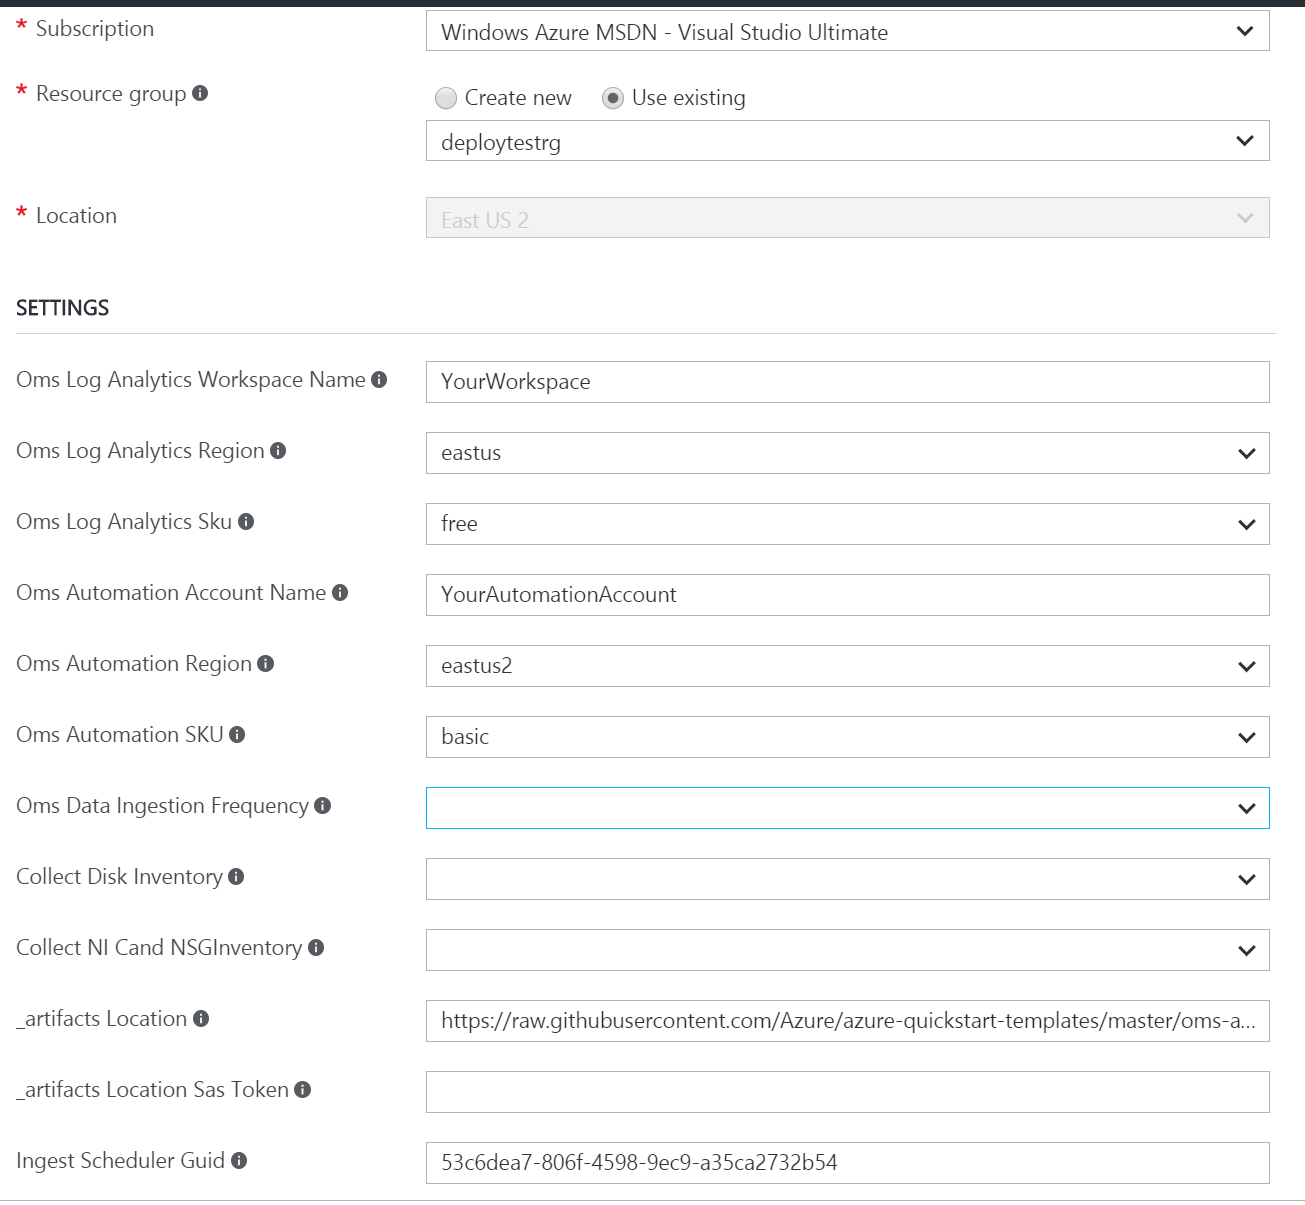 * Subscription
Windows Azure MSDN - Visual Studio Ultimate
* Resource group
Create new Use existing
deploytestrg
* Location
East US 2
SETTINGS
Oms Log Analytics Workspace Name
YourWorkspace
Oms Log Analytics Region
eastus
Oms Log Analytics Sku
free
Oms Automation Account Name
YourAutomationAccount
Oms Automation Region
eastus2
Oms Automation SKU
basic
Oms Data Ingestion Frequency
Collect Disk Inventory
Collect NI Cand NSGInventory
_artifacts Location
https://raw.githubusercontent.com/Azure/azure-quickstart-templates/master/oms-a...
_artifacts Location Sas Token
Ingest Scheduler Guid
53c6dea7-806f-4598-9ec9-a35ca2732b54